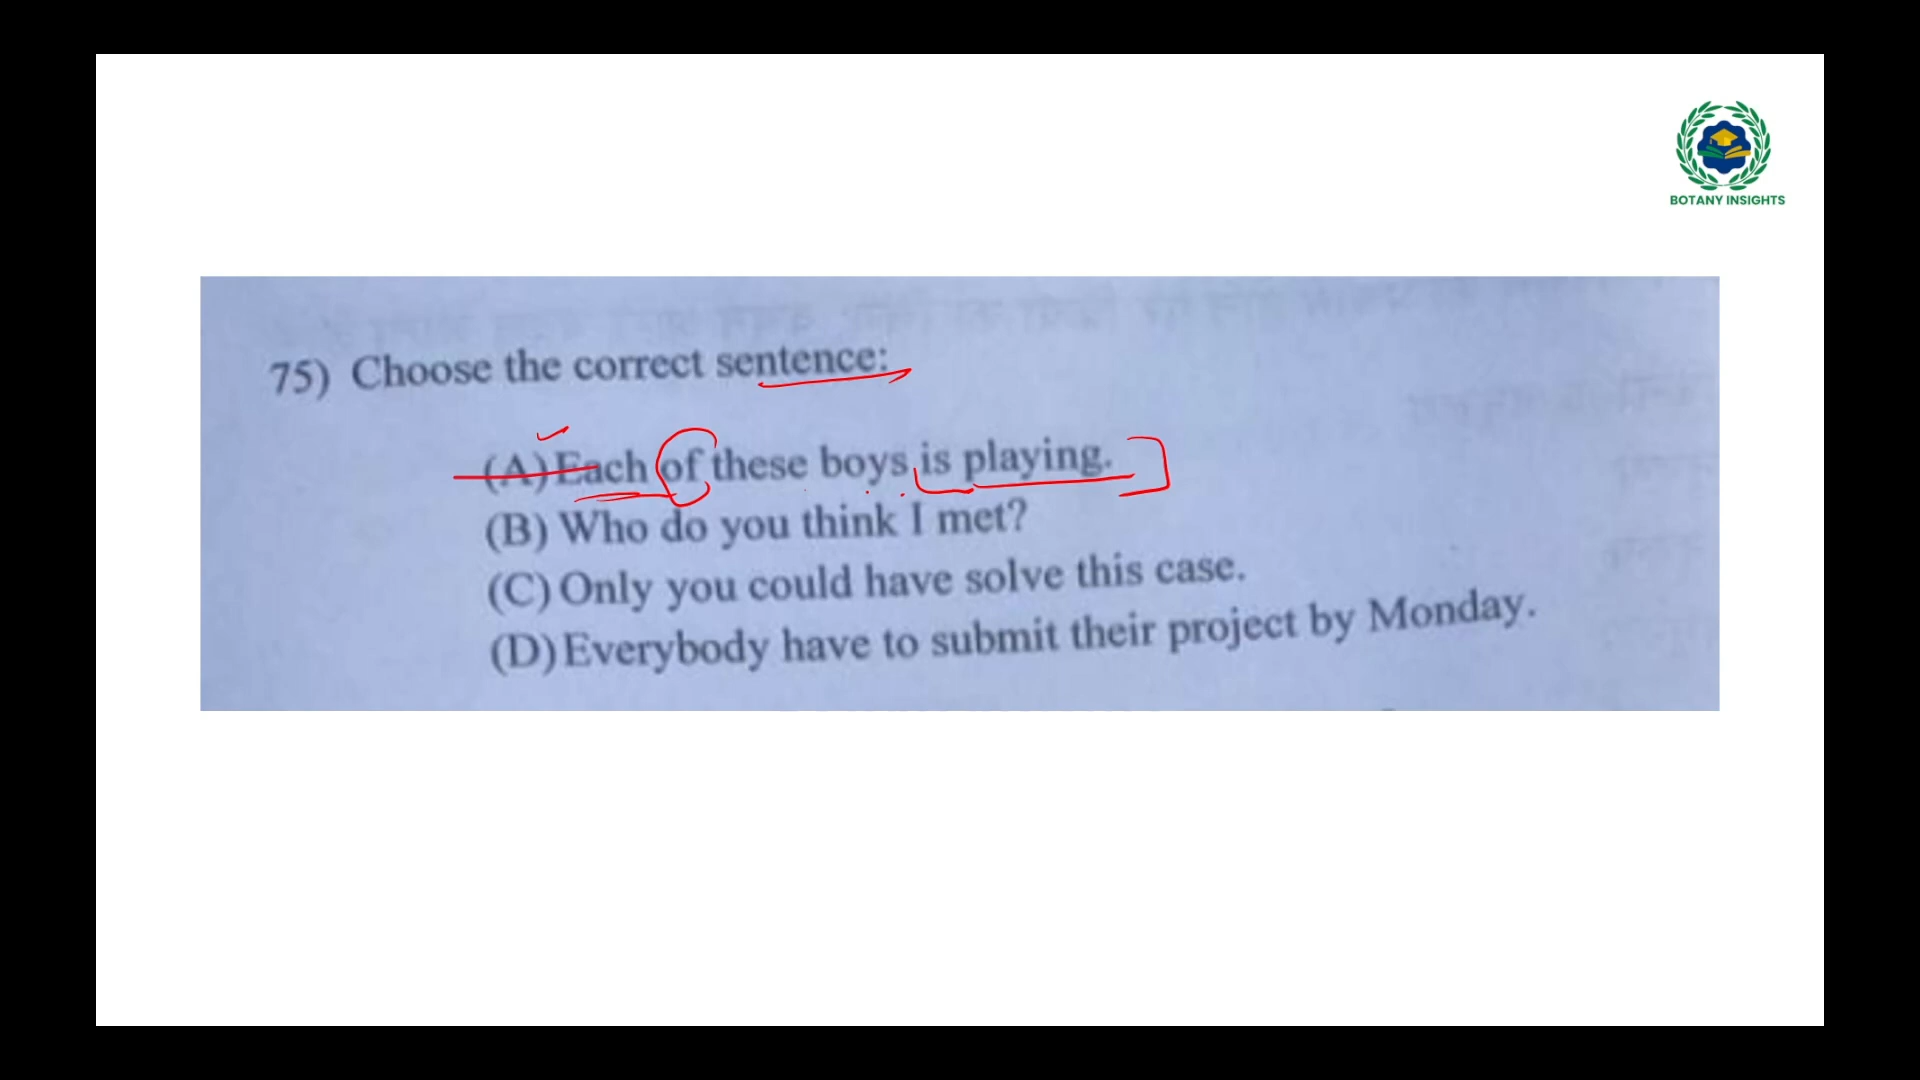 BOTANY INSIGHTS
75) Choose the correct sentence:
(A) Each of these boys is playing.
(B) Who do you think I met?
(C) Only you could have solve this case.
(D) Everybody have to submit their project by Monday.